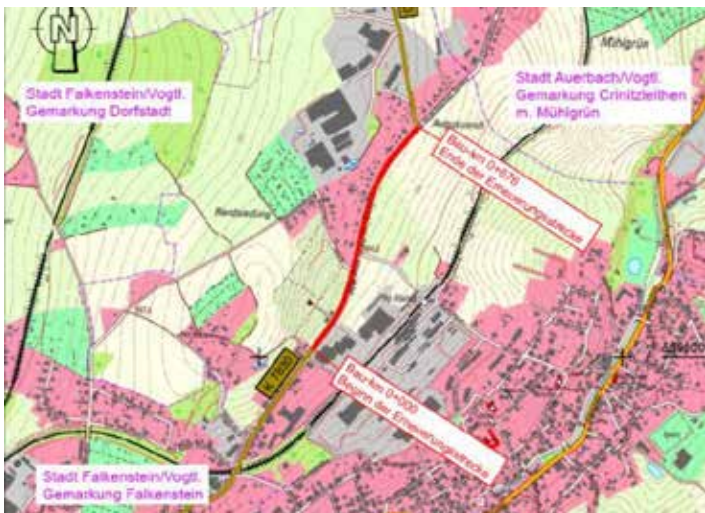 N
Stadt Falkenstein/Vogtl.
Gemarkung Dorfstadt
Mühlgrün
Stadt Auerbach/Vogtl.
Gemarkung Crinitzleithen
m. Mühlgrün
Bau-km 0+676
Ende der Erneuerungsstrecke
Bau-km 0+000
Beginn der Erneuerungsstrecke
Stadt Falkenstein/Vogtl.
Gemarkung Falkenstein